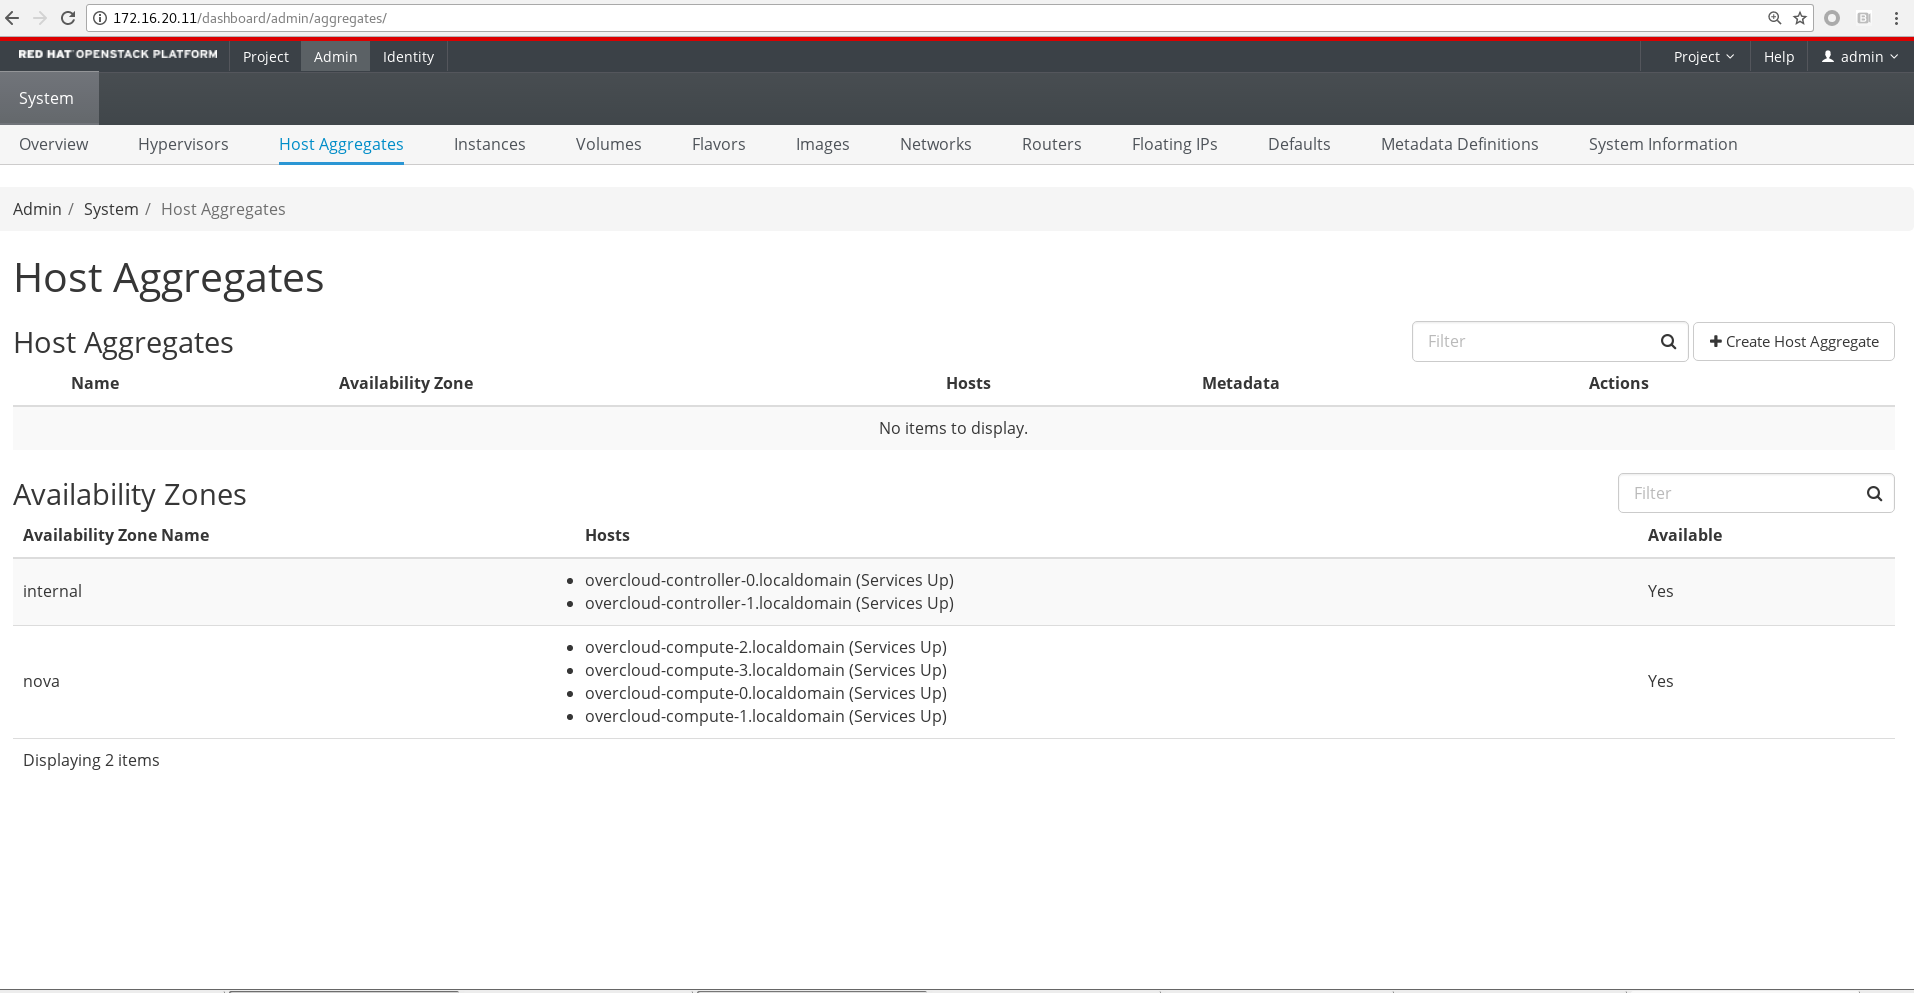 172.16.20.11/dashboard/admin/aggregates/
RED HAT OPENSTACK PLATFORM Project Admin Identity Project Help admin
System
Overview Hypervisors Host Aggregates Instances Volumes Flavors Images Networks Routers Floating IPs Defaults Metadata Definitions System Information
Admin / System / Host Aggregates
Host Aggregates
Host Aggregates Filter Create Host Aggregate
Name Availability Zone Hosts Metadata Actions
No items to display.
Availability Zones Filter
Availability Zone Name Hosts Available
internal
• overcloud-controller-0.localdomain (Services Up)
• overcloud-controller-1.localdomain (Services Up)
Yes
nova
• overcloud-compute-2.localdomain (Services Up)
• overcloud-compute-3.localdomain (Services Up)
• overcloud-compute-0.localdomain (Services Up)
• overcloud-compute-1.localdomain (Services Up)
Yes
Displaying 2 items